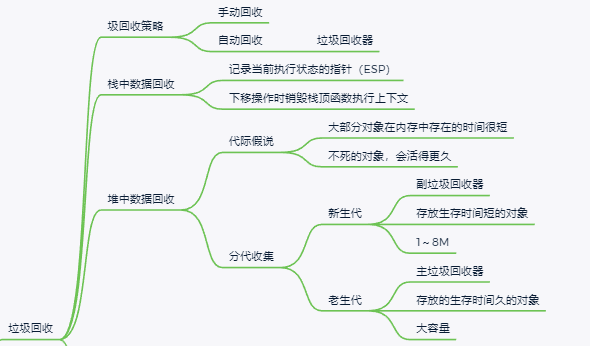 手动回收
圾回收策略
自动回收
垃圾回收器
记录当前执行状态的指针（ESP）
栈中数据回收
下移操作时销毁栈顶函数执行上下文
大部分对象在内存中存在的时间很短
代际假说
不死的对象，会活得更久
堆中数据回收
副垃圾回收器
新生代
存放生存时间短的对象
1~8M
分代收集
主垃圾回收器
老生代
存放的生存时间久的对象
大容量
垃圾回收